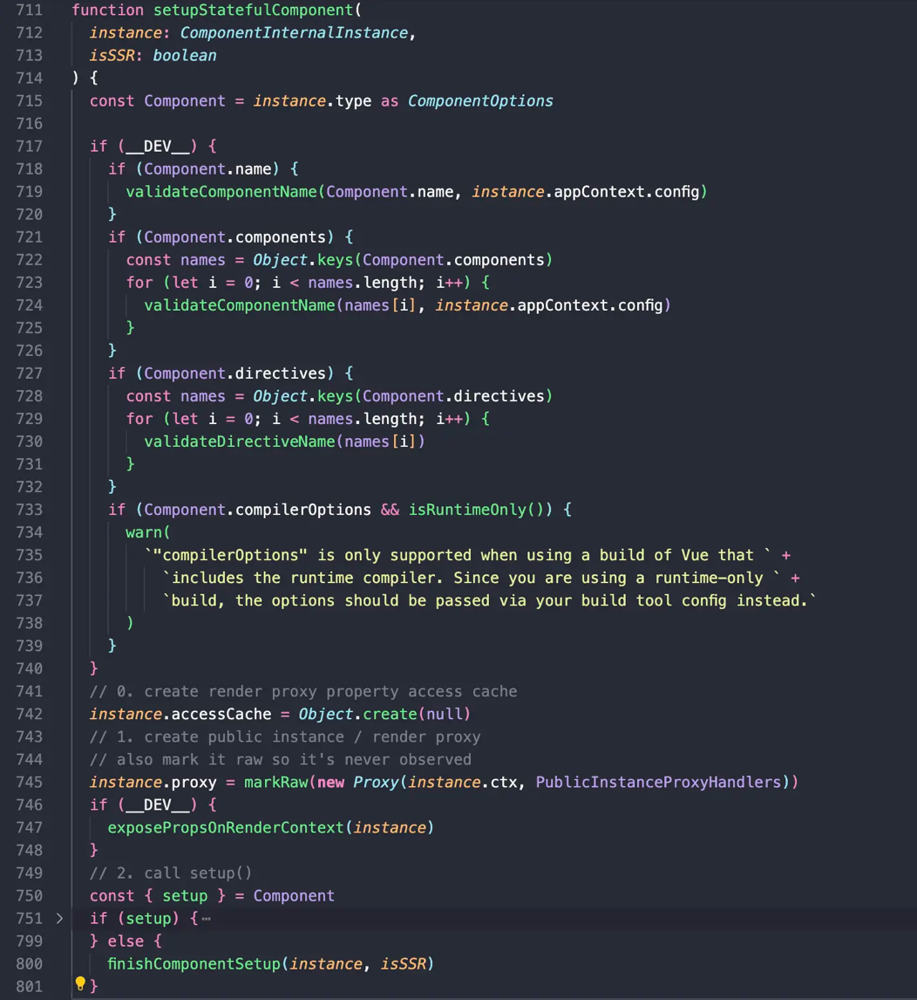 711 function setupStatefulComponent(
712   instance: ComponentInternalInstance,
713   isSSR: boolean
714 ) {
715   const Component = instance.type as ComponentOptions
716
717   if (__DEV__) {
718     if (Component.name) {
719       validateComponentName(Component.name, instance.appContext.config)
720     }
721     if (Component.components) {
722       const names = Object.keys(Component.components)
723       for (let i = 0; i < names.length; i++) {
724         validateComponentName(names[i], instance.appContext.config)
725       }
726     }
727     if (Component.directives) {
728       const names = Object.keys(Component.directives)
729       for (let i = 0; i < names.length; i++) {
730         validateDirectiveName(names[i])
731       }
732     }
733     if (Component.compilerOptions && isRuntimeOnly()) {
734       warn(
735         `"compilerOptions" is only supported when using a build of Vue that ` +
736           `includes the runtime compiler. Since you are using a runtime-only ` +
737           `build, the options should be passed via your build tool config instead.`
738       )
739     }
740   }
741   // 0. create render proxy property access cache
742   instance.accessCache = Object.create(null)
743   // 1. create public instance / render proxy
744   // also mark it raw so it's never observed
745   instance.proxy = markRaw(new Proxy(instance.ctx, PublicInstanceProxyHandlers))
746   if (__DEV__) {
747     exposePropsOnRenderContext(instance)
748   }
749   // 2. call setup()
750   const { setup } = Component
751 > if (setup) {⋯
799   } else {
800     finishComponentSetup(instance, isSSR)
801   }